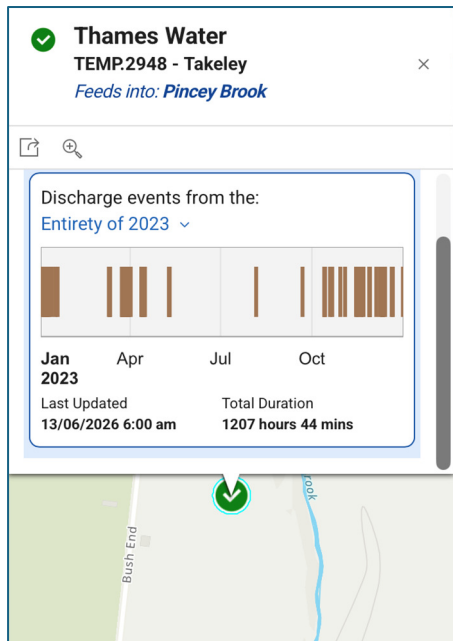 Thames Water
TEMP.2948 - Takeley
Feeds into: Pincey Brook
Discharge events from the:
Entirety of 2023
Jan Apr Jul Oct
2023
Last Updated Total Duration
13/06/2026 6:00 am 1207 hours 44 mins
rook
Bush End